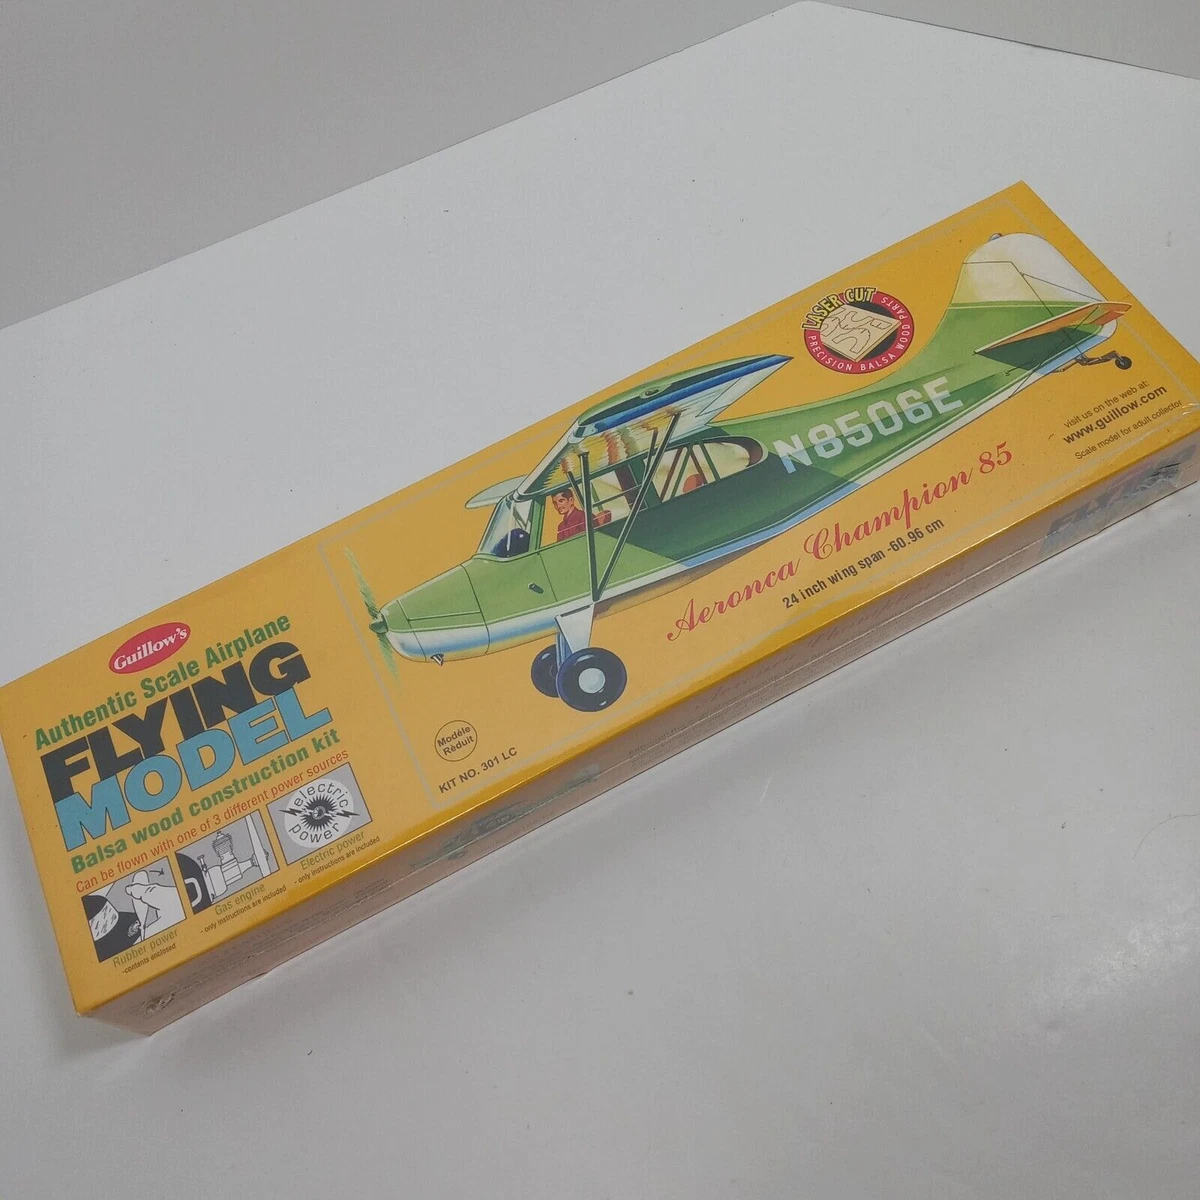 Guillow's
Authentic Scale Airplane
FLYING
MODEL
Balsa wood construction kit
Can be flown with one of 3 different power sources
Rubber power
-contents enclosed
Gas engine
- only instructions are included
electric
power
Electric power
- only instructions are included
Modéle
Réduit
KIT NO. 301 LC
LASER CUT
PRECISION BALSA WOOD PARTS
N8506E
Aeronca Champion 85
24 inch wing span -60.96 cm
visit us on the web at:
www.guillow.com
Scale model for adult collector